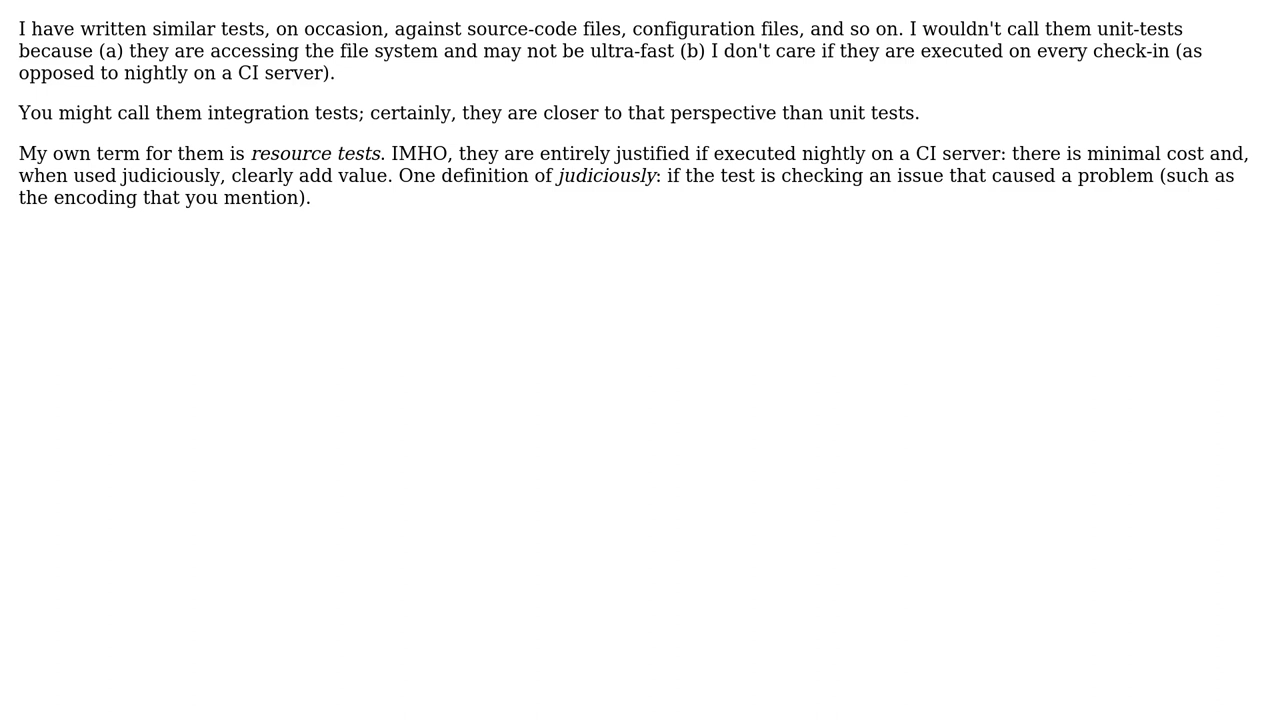 I have written similar tests, on occasion, against source-code files, configuration files, and so on. I wouldn't call them unit-tests
because (a) they are accessing the file system and may not be ultra-fast (b) I don't care if they are executed on every check-in (as
opposed to nightly on a CI server).
You might call them integration tests; certainly, they are closer to that perspective than unit tests.
My own term for them is resource tests. IMHO, they are entirely justified if executed nightly on a CI server: there is minimal cost and,
when used judiciously, clearly add value. One definition of judiciously: if the test is checking an issue that caused a problem (such as
the encoding that you mention).